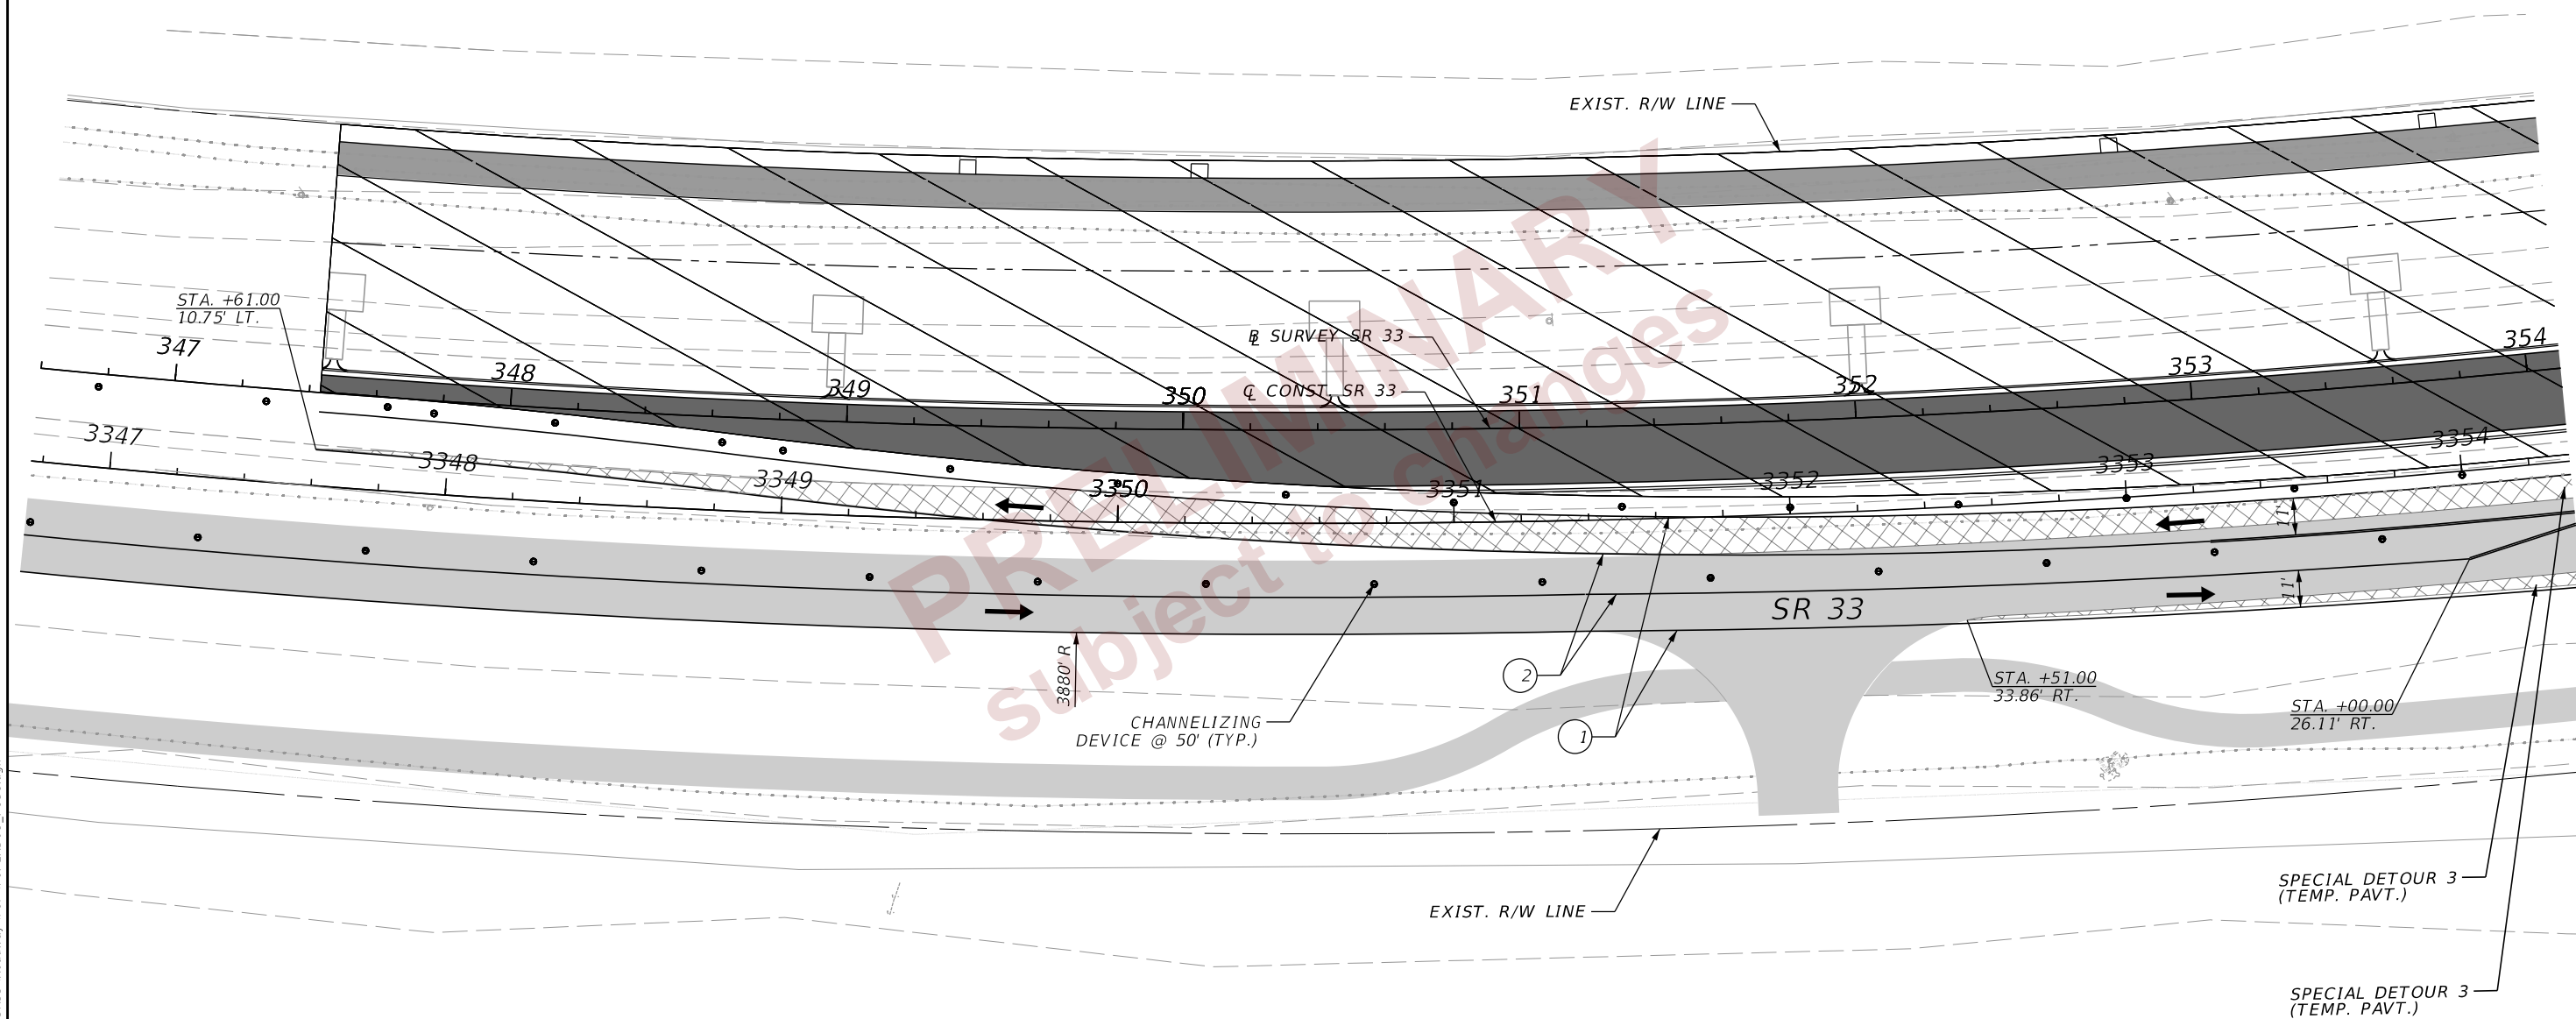 EXIST. R/W LINE
STA. +61.00
10.75' LT.
347
348
349
350
351
352
353
354
℄ SURVEY SR 33
℄ CONST. SR 33
3347
3348
3349
3350
3351
3352
3353
3354
11'
11'
SR 33
3880' R
2
1
CHANNELIZING
DEVICE @ 50' (TYP.)
STA. +51.00
33.86' RT.
STA. +00.00
26.11' RT.
EXIST. R/W LINE
SPECIAL DETOUR 3
(TEMP. PAVT.)
SPECIAL DETOUR 3
(TEMP. PAVT.)
PRELIMINARY
subject to changes